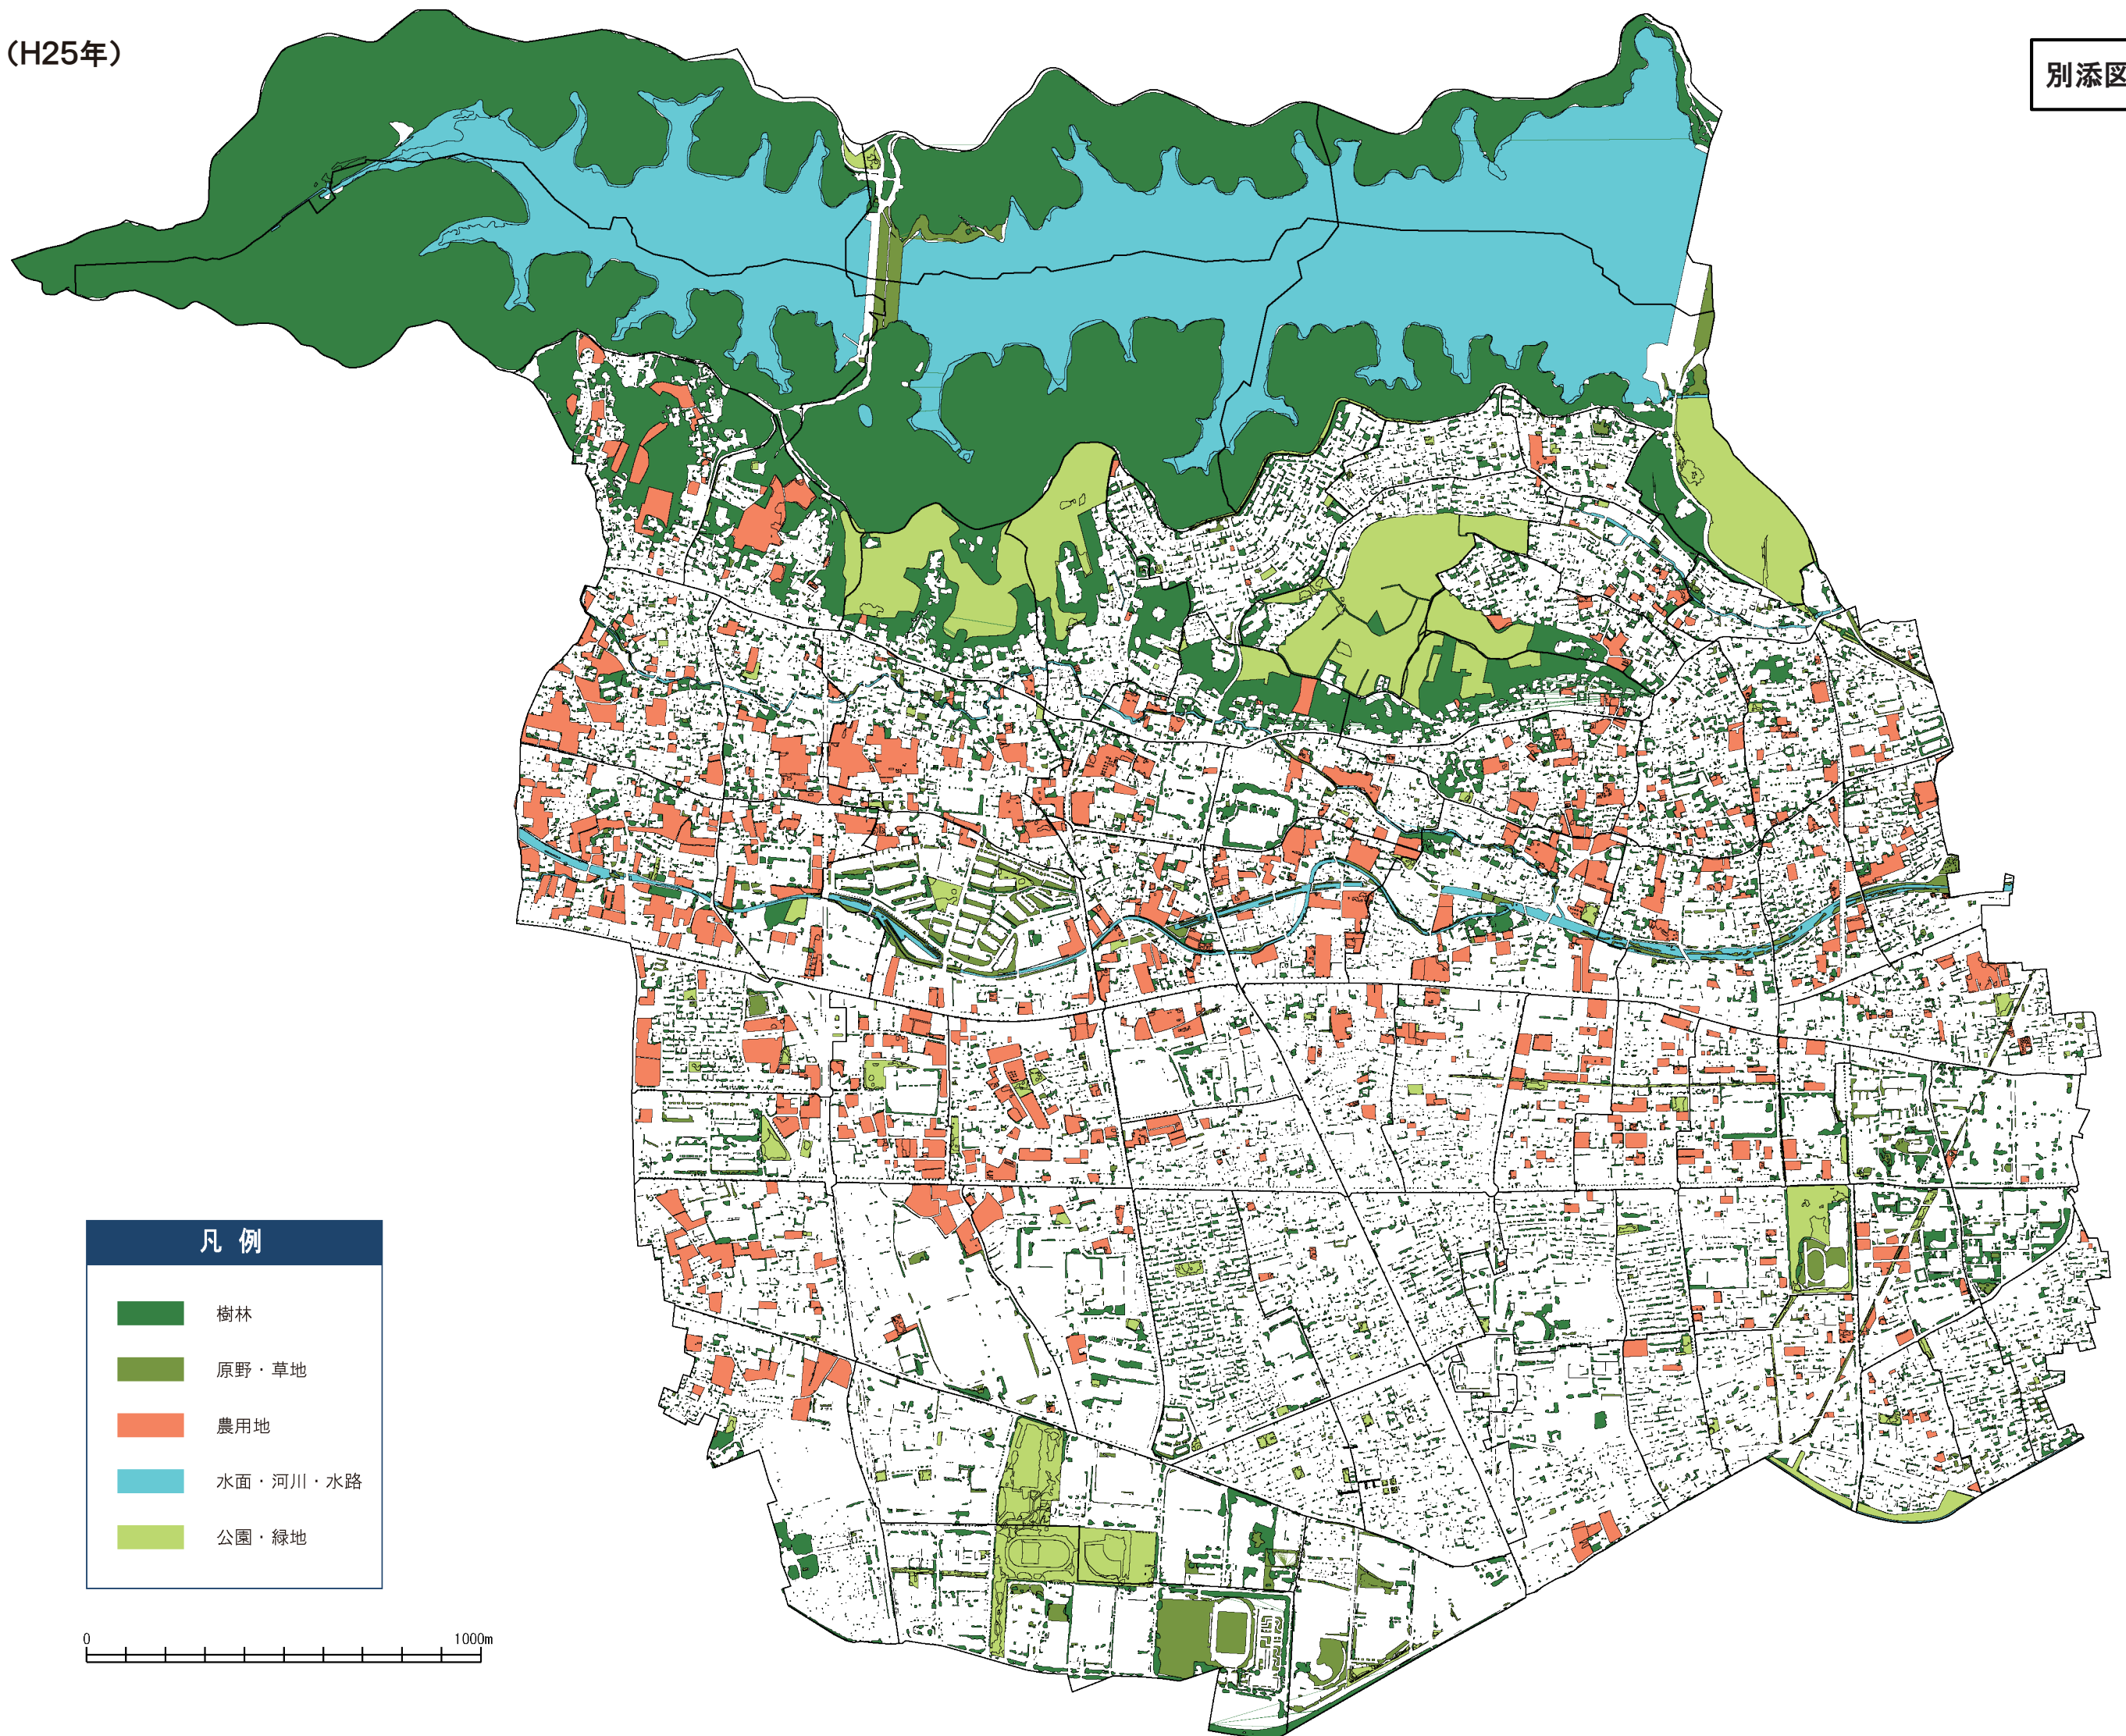 （H25年）
別添図
凡 例
樹林
原野・草地
農用地
水面・河川・水路
公園・緑地
0
1000m